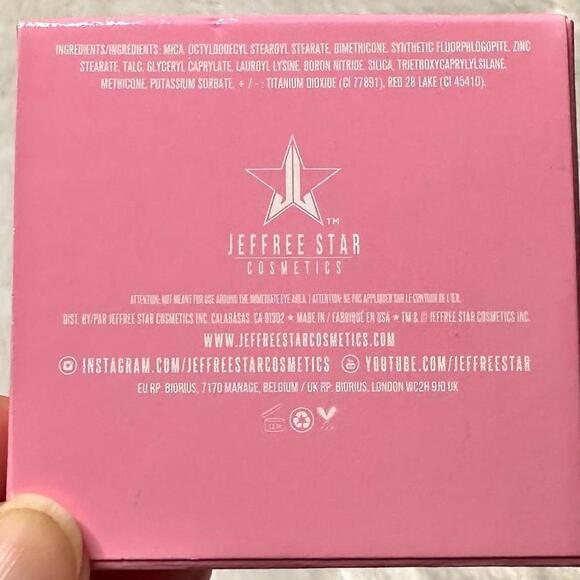 INGREDIENTS/INGREDIENTS: MICA, OCTYLDODECYL STEAROYL STEARATE, DIMETHICONE, SYNTHETIC FLUORPHLOGOPITE, ZINC
STEARATE, TALC, GLYCERYL CAPRYLATE, LAUROYL LYSINE, BORON NITRIDE, SILICA, TRIETHOXYCAPRYLYLSILANE,
METHICONE, POTASSIUM SORBATE, + / - : TITANIUM DIOXIDE (CI 77891), RED 28 LAKE (CI 45410).
TM
JEFFREE STAR
COSMETICS
ATTENTION: NOT MEANT FOR USE AROUND THE IMMEDIATE EYE AREA. | ATTENTION: NE PAS APPLIQUER SUR LE CONTOUR DE L'ŒIL.
DIST. BY/PAR JEFFREE STAR COSMETICS INC. CALABASAS, CA 91302 ★ MADE IN / FABRIQUÉ EN USA ★ TM & © JEFFREE STAR COSMETICS INC.
WWW.JEFFREESTARCOSMETICS.COM
INSTAGRAM.COM/JEFFREESTARCOSMETICS YOUTUBE.COM/JEFFREESTAR
EU RP: BIORIUS, 7170 MANAGE, BELGIUM / UK RP: BIORIUS, LONDON WC2H 9JQ UK